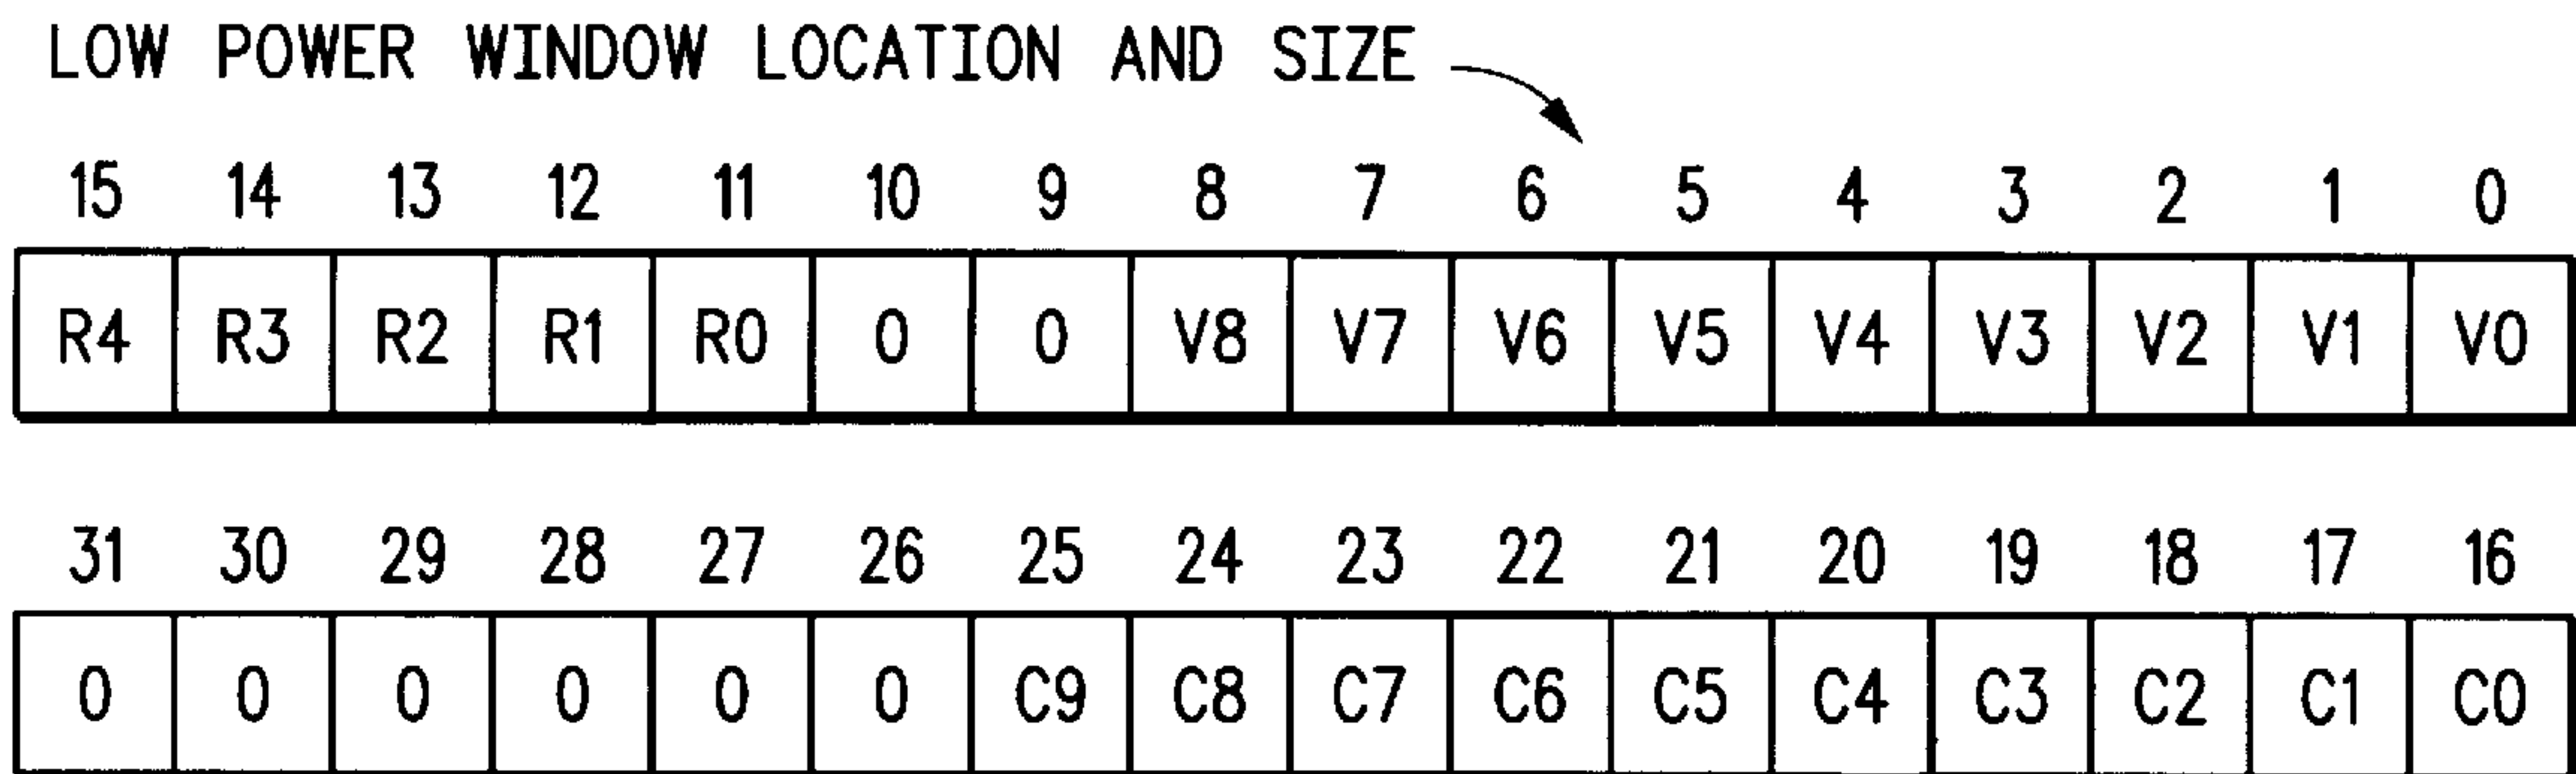 LOW POWER WINDOW LOCATION AND SIZE
15 14 13 12 11 10 9 8 7 6 5 4 3 2 1 0
R4 R3 R2 R1 R0 0 0 V8 V7 V6 V5 V4 V3 V2 V1 V0
31 30 29 28 27 26 25 24 23 22 21 20 19 18 17 16
0 0 0 0 0 0 C9 C8 C7 C6 C5 C4 C3 C2 C1 C0